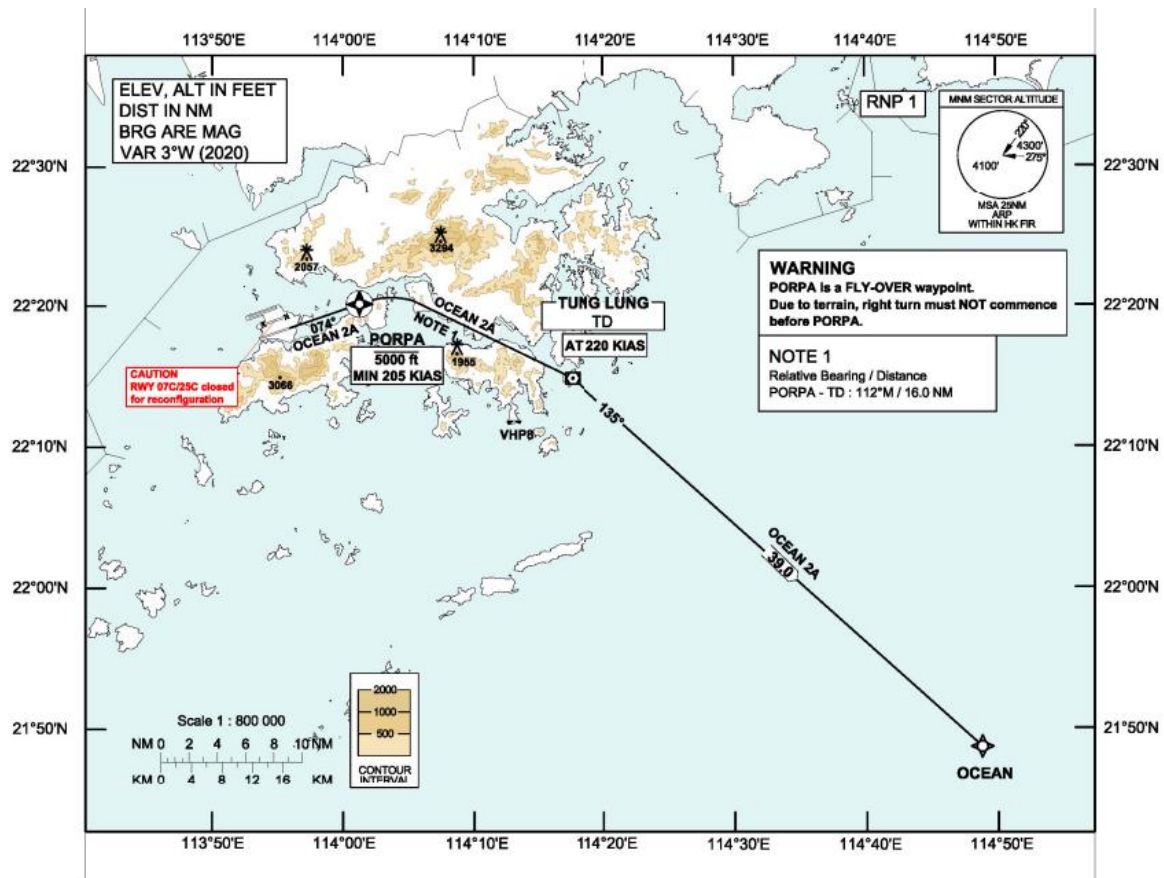 113°50'E 114°00'E 114°10'E 114°20'E 114°30'E 114°40'E 114°50'E
ELEV, ALT IN FEET
DIST IN NM
BRG ARE MAG
VAR 3°W (2020)
RNP 1
MNM SECTOR ALTITUDE
220°
4300'
275°
4100'
MSA 25NM
ARP
WITHIN HK FIR
22°30'N 22°30'N
3294
2057
WARNING
PORPA is a FLY-OVER waypoint.
Due to terrain, right turn must NOT commence
before PORPA.
22°20'N 22°20'N
OCEAN 2A
NOTE 1
TUNG LUNG
TD
AT 220 KIAS
074°
OCEAN 2A
PORPA
5000 ft
MIN 205 KIAS
1955
NOTE 1
Relative Bearing / Distance
PORPA - TD : 112°M / 16.0 NM
CAUTION
RWY 07C/25C closed
for reconfiguration
3066
135°
VHP8
22°10'N 22°10'N
OCEAN 2A
39.0
22°00'N 22°00'N
2000
1000
500
CONTOUR
INTERVAL
21°50'N 21°50'N
Scale 1 : 800 000
NM 0 2 4 6 8 10 NM
KM 0 4 8 12 16 KM
OCEAN
113°50'E 114°00'E 114°10'E 114°20'E 114°30'E 114°40'E 114°50'E